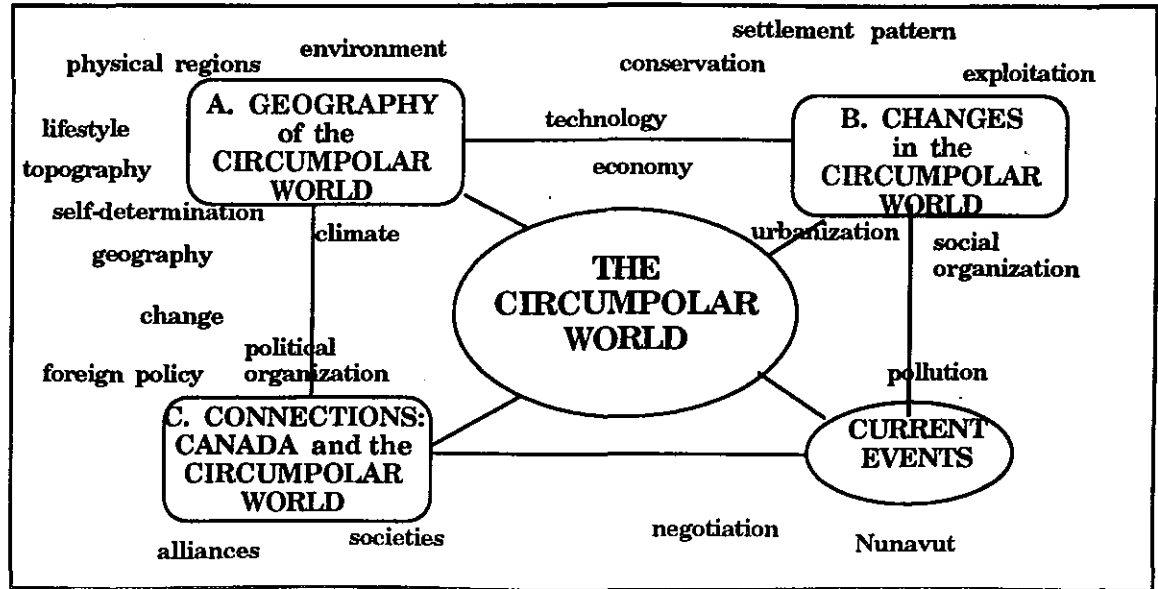 settlement pattern
environment
conservation
physical regions
exploitation
A. GEOGRAPHY
of the
CIRCUMPOLAR
WORLD
B. CHANGES
in the
CIRCUMPOLAR
WORLD
technology
lifestyle
economy
topography
self-determination
climate
geography
urbanization
social
organization
THE
CIRCUMPOLAR
WORLD
change
political
organization
foreign policy
pollution
C. CONNECTIONS:
CANADA and the
CIRCUMPOLAR
WORLD
CURRENT
EVENTS
negotiation
societies
alliances
Nunavut